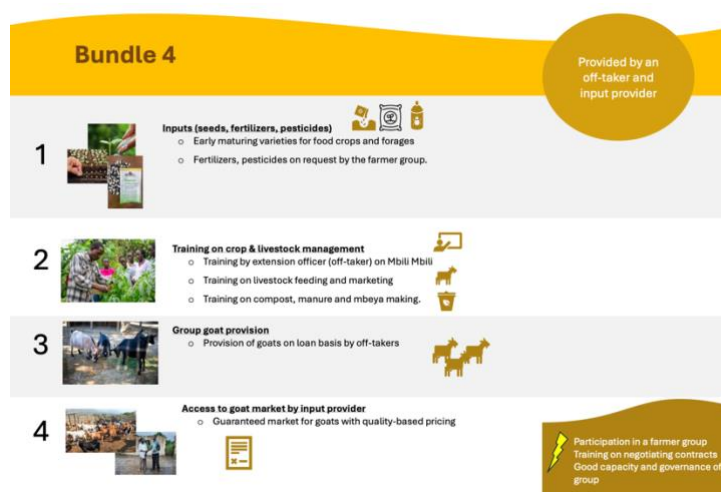 Bundle 4
Provided by an
off-taker and
input provider
1
Inputs (seeds, fertilizers, pesticides)
o Early maturing varieties for food crops and forages
o Fertilizers, pesticides on request by the farmer group.
2
Training on crop & livestock management
o Training by extension officer (off-taker) on Mbili Mbili
o Training on livestock feeding and marketing
o Training on compost, manure and mbeya making.
3
Group goat provision
o Provision of goats on loan basis by off-takers
4
Access to goat market by input provider
o Guaranteed market for goats with quality-based pricing
Participation in a farmer group
Training on negotiating contracts
Good capacity and governance of
group